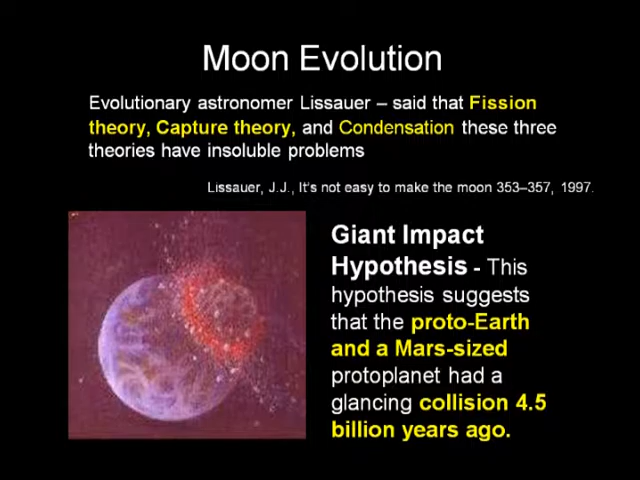 Moon Evolution
Evolutionary astronomer Lissauer – said that Fission
theory, Capture theory, and Condensation these three
theories have insoluble problems
Lissauer, J.J., It's not easy to make the moon 353–357, 1997.
Giant Impact
Hypothesis - This
hypothesis suggests
that the proto-Earth
and a Mars-sized
protoplanet had a
glancing collision 4.5
billion years ago.